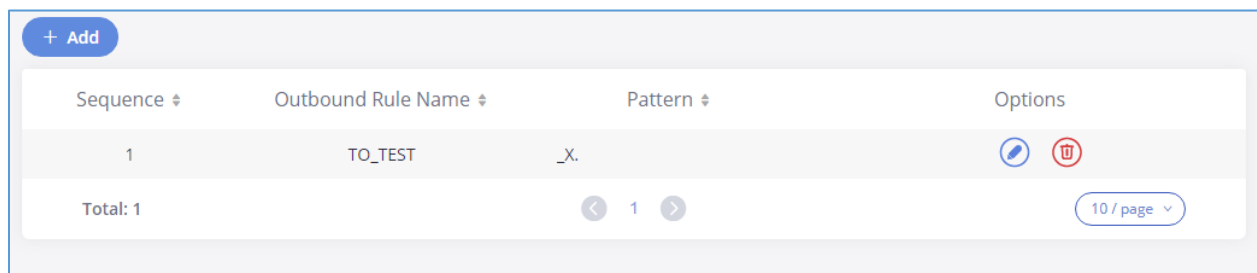 + Add
Sequence Outbound Rule Name Pattern Options
1 TO_TEST _X.
Total: 1 1 10 / page